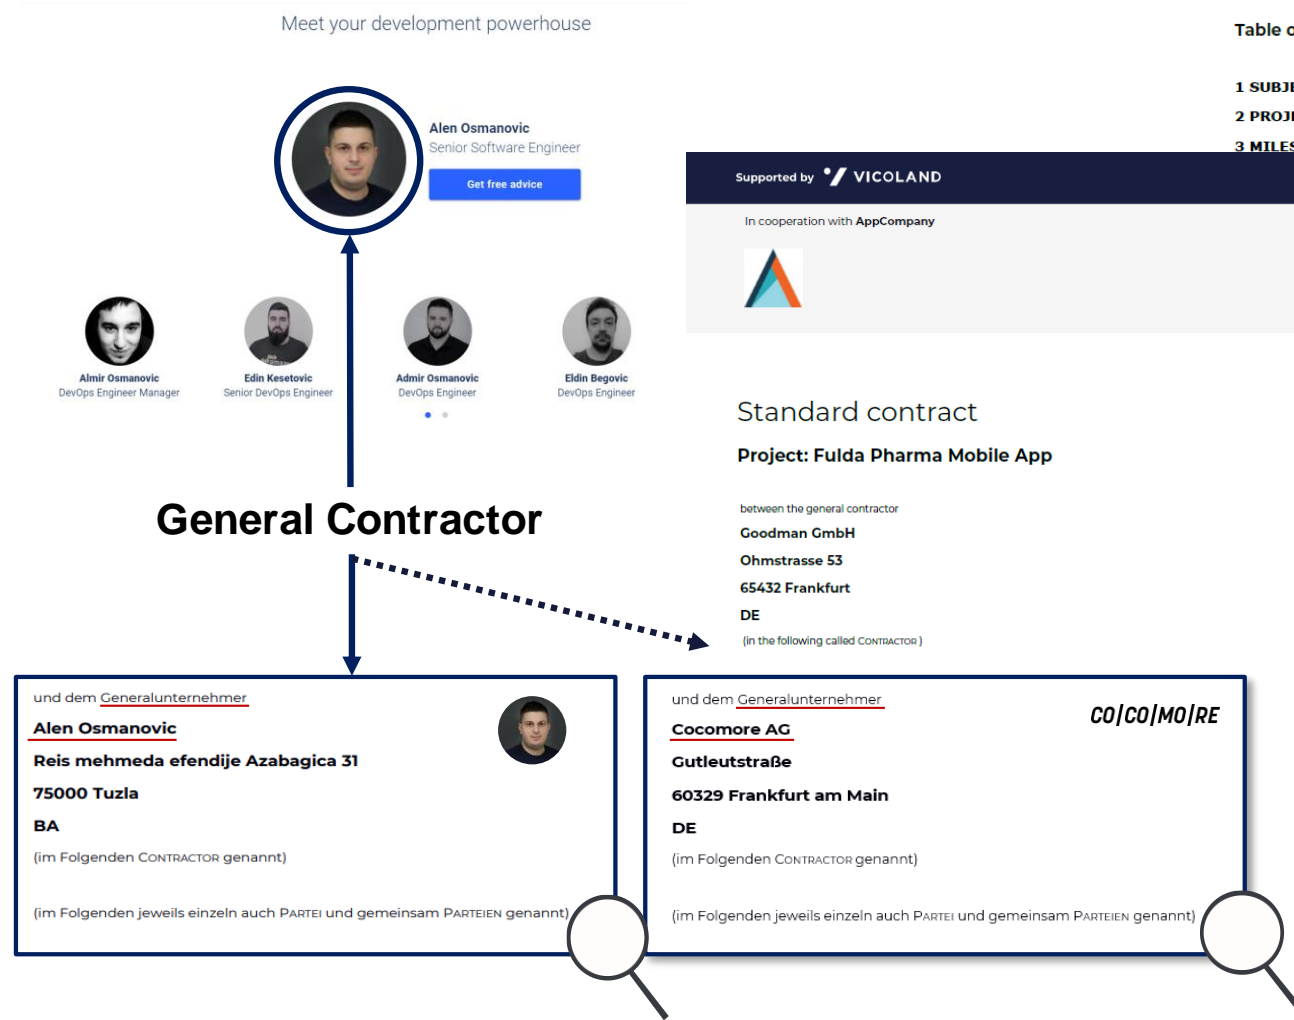 Meet your development powerhouse
Alen Osmanovic
Senior Software Engineer
Get free advice
Almir Osmanovic
DevOps Engineer Manager
Edin Kesetovic
Senior DevOps Engineer
Admir Osmanovic
DevOps Engineer
Eldin Begovic
DevOps Engineer
General Contractor
Table o
1 SUBJE
2 PROJE
3 MILES
Supported by VICOLAND
In cooperation with AppCompany
Standard contract
Project: Fulda Pharma Mobile App
between the general contractor
Goodman GmbH
Ohmstrasse 53
65432 Frankfurt
DE
(in the following called CONTRACTOR )
und dem Generalunternehmer
Alen Osmanovic
Reis mehmeda efendije Azabagica 31
75000 Tuzla
BA
(im Folgenden CONTRACTOR genannt)
(im Folgenden jeweils einzeln auch PARTEI und gemeinsam PARTEIEN genannt)
und dem Generalunternehmer
CO|CO|MO|RE
Cocomore AG
Gutleutstraße
60329 Frankfurt am Main
DE
(im Folgenden CONTRACTOR genannt)
(im Folgenden jeweils einzeln auch PARTEI und gemeinsam PARTEIEN genannt)